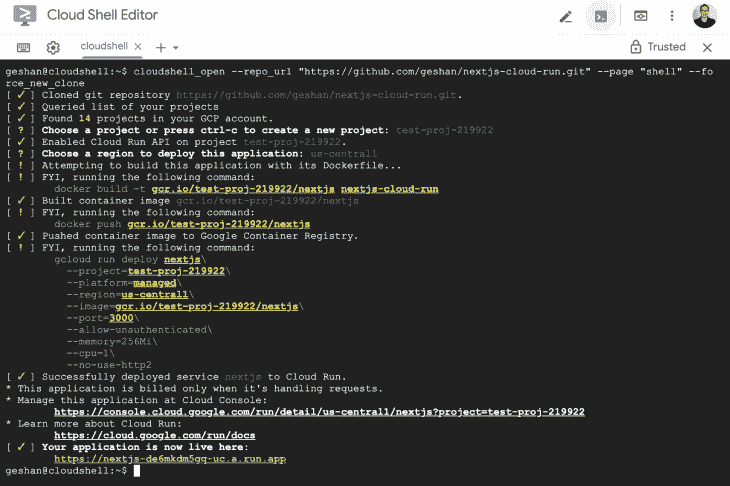 Cloud Shell Editor
cloudshell
Trusted
geshan@cloudshell:~$ cloudshell_open --repo_url "https://github.com/geshan/nextjs-cloud-run.git" --page "shell" --fo
rce_new_clone
[ ✓ ] Cloned git repository https://github.com/geshan/nextjs-cloud-run.git.
[ ✓ ] Queried list of your projects
[ ✓ ] Found 14 projects in your GCP account.
[ ? ] Choose a project or press ctrl-c to create a new project: test-proj-219922
[ ✓ ] Enabled Cloud Run API on project test-proj-219922.
[ ? ] Choose a region to deploy this application: us-central1
[ ! ] Attempting to build this application with its Dockerfile...
[ ! ] FYI, running the following command:
docker build -t gcr.io/test-proj-219922/nextjs nextjs-cloud-run
[ ✓ ] Built container image gcr.io/test-proj-219922/nextjs
[ ! ] FYI, running the following command:
docker push gcr.io/test-proj-219922/nextjs
[ ✓ ] Pushed container image to Google Container Registry.
[ ! ] FYI, running the following command:
gcloud run deploy nextjs\
--project=test-proj-219922\
--platform=managed\
--region=us-central1\
--image=gcr.io/test-proj-219922/nextjs\
--port=3000\
--allow-unauthenticated\
--memory=256Mi\
--cpu=1\
--no-use-http2
[ ✓ ] Successfully deployed service nextjs to Cloud Run.
* This application is billed only when it's handling requests.
* Manage this application at Cloud Console:
https://console.cloud.google.com/run/detail/us-central1/nextjs?project=test-proj-219922
* Learn more about Cloud Run:
https://cloud.google.com/run/docs
[ ✓ ] Your application is now live here:
https://nextjs-de6mkdm5gq-uc.a.run.app
geshan@cloudshell:~$